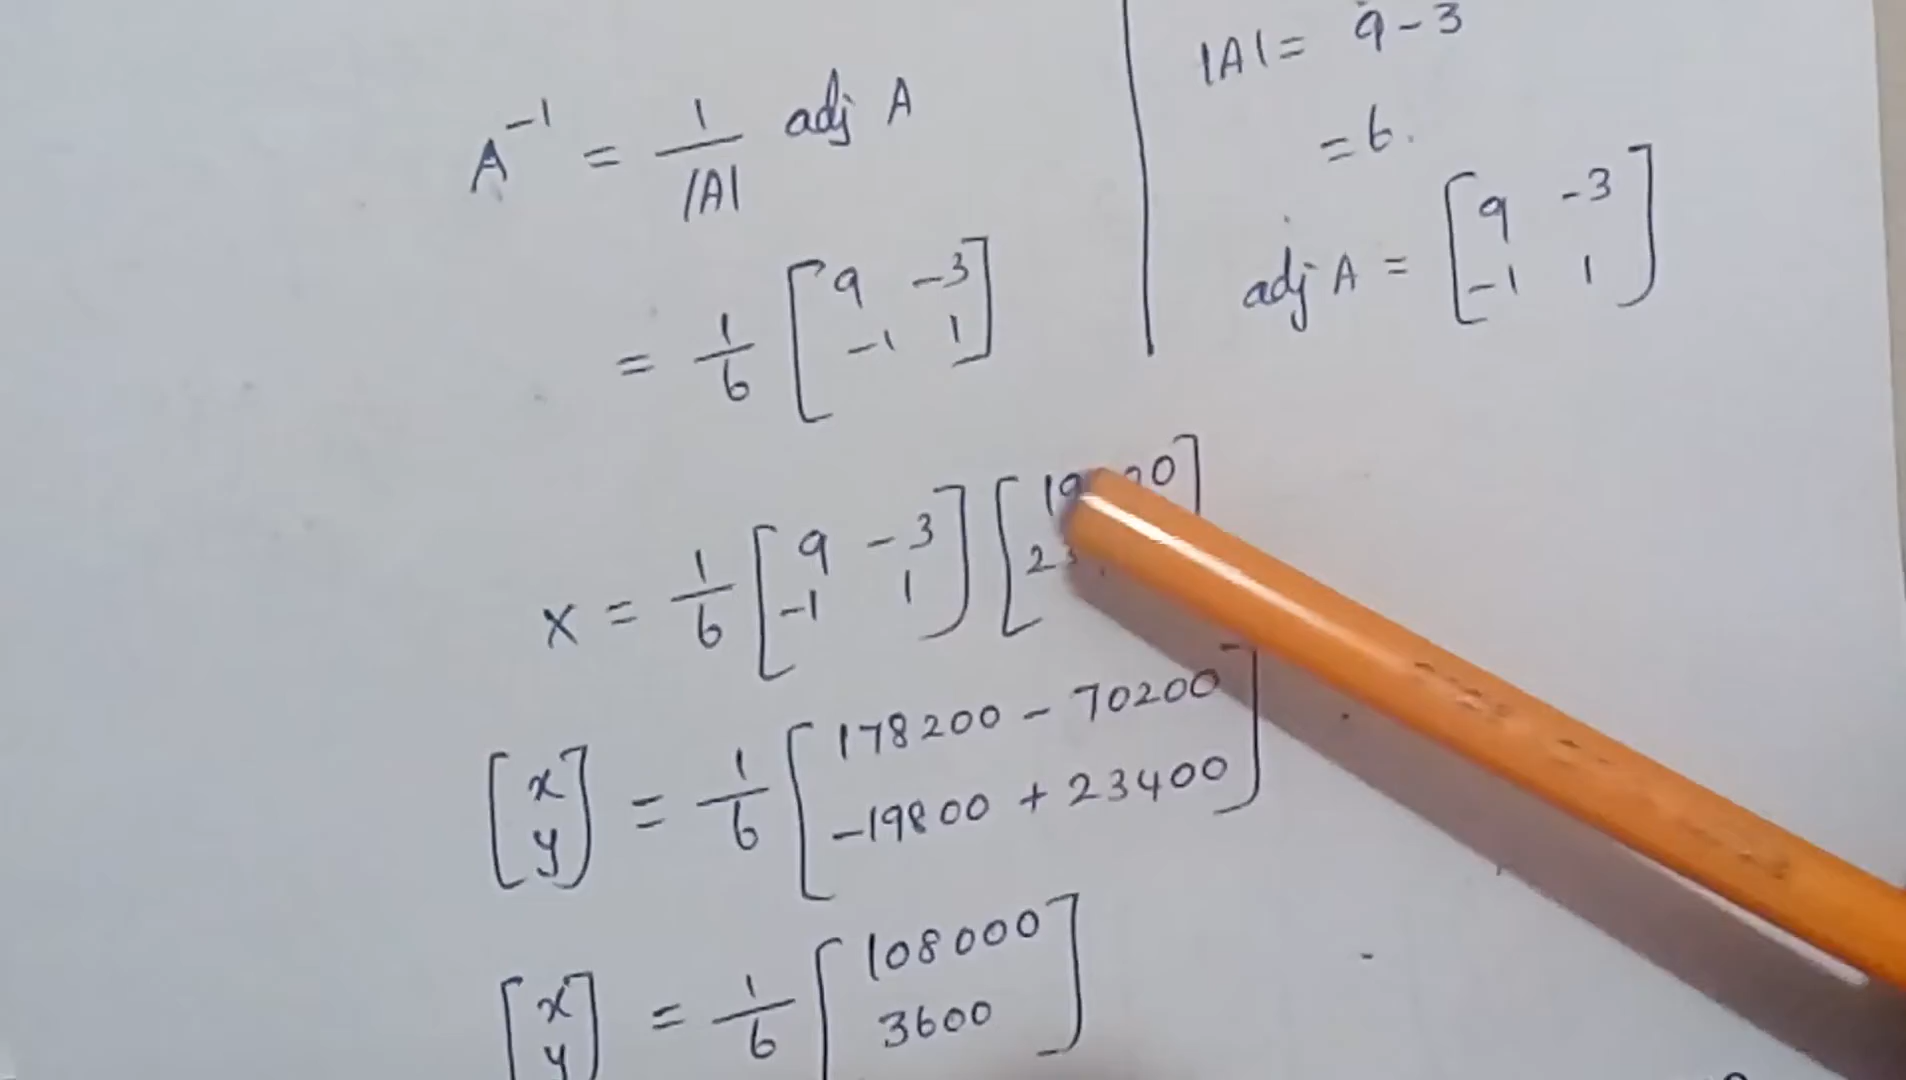 A⁻¹ = 1/|A| adj A
= 1/6 [9 -3
-1 1]
|A| = 9 - 3
= 6.
adj A = [9 -3
-1 1]
X = 1/6 [9 -3
-1 1] [
[x
y] = 1/6 [178200 - 70200
-19800 + 23400]
[x
y] = 1/6 [108000
3600]